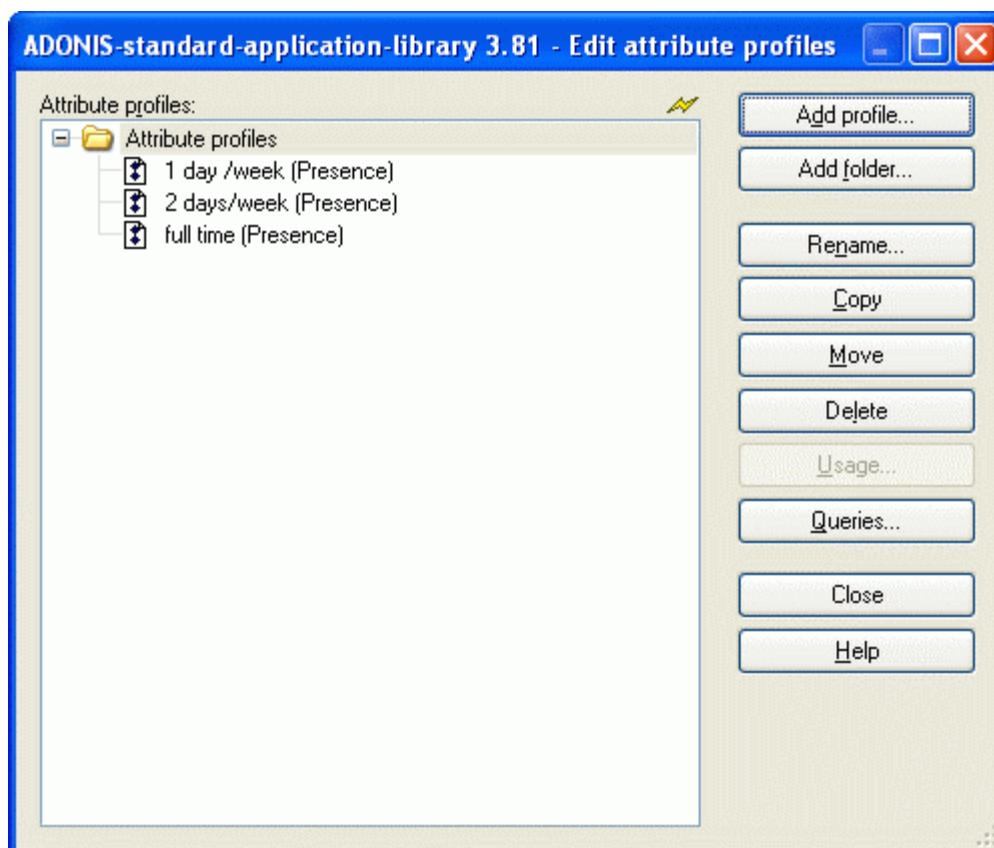 ADONIS-standard-application-library 3.81 - Edit attribute profiles
Attribute profiles:
Attribute profiles
1 day /week (Presence)
2 days/week (Presence)
full time (Presence)
Add profile...
Add folder...
Rename...
Copy
Move
Delete
Usage...
Queries...
Close
Help